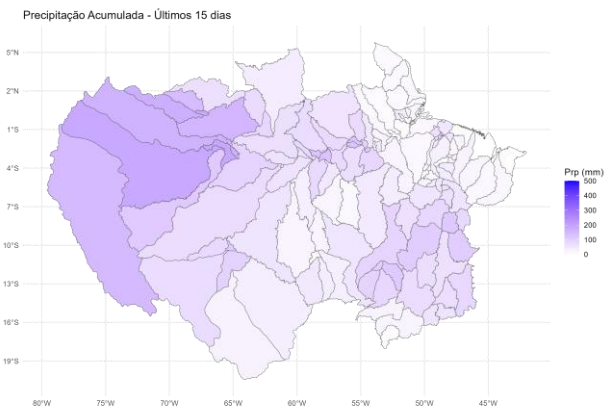 Precipitação Acumulada - Últimos 15 dias
5°N
2°N
1°S
4°S
7°S
10°S
13°S
16°S
19°S
80°W 75°W 70°W 65°W 60°W 55°W 50°W 45°W
Prp (mm)
500
400
300
200
100
0